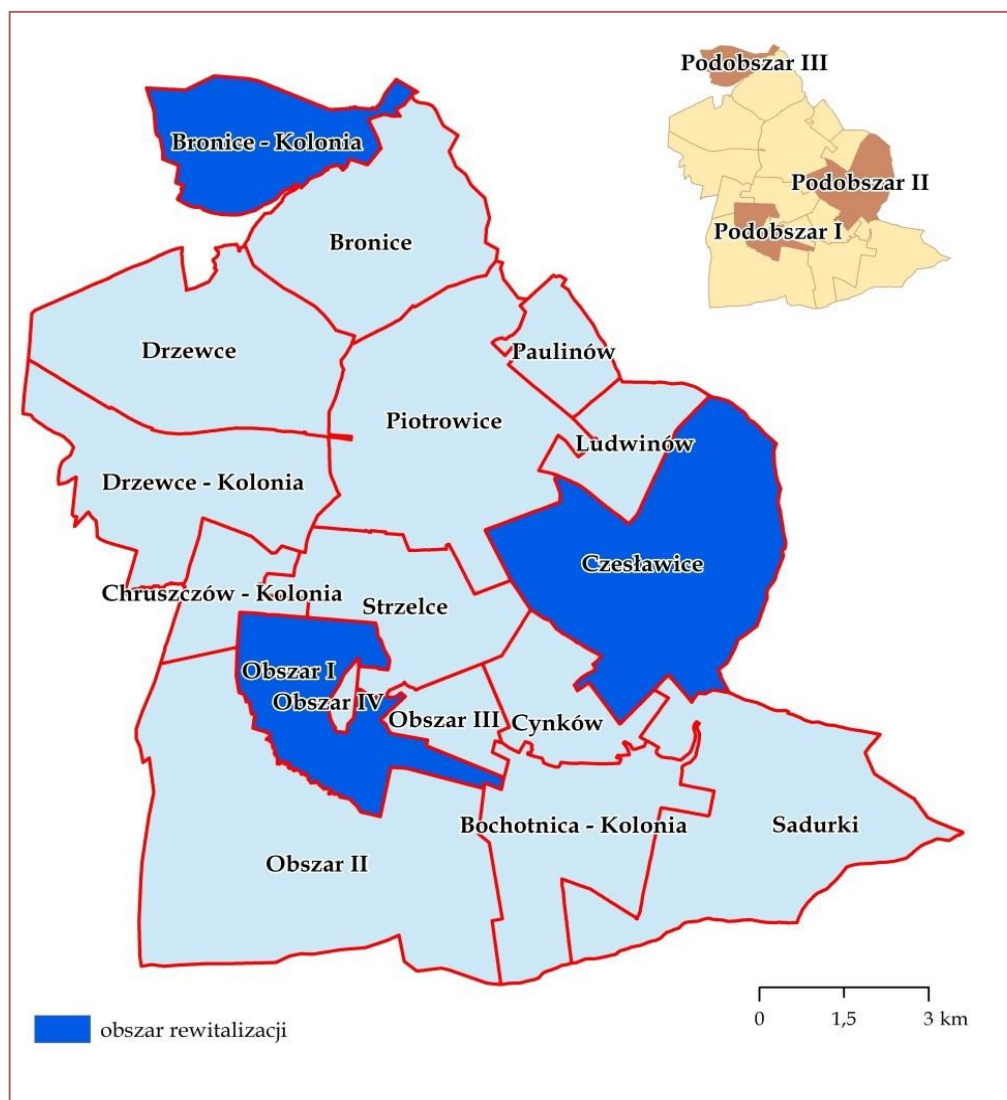 Podobszar III
Bronice - Kolonia
Podobszar II
Podobszar I
Bronice
Drzewce
Paulinów
Piotrowice
Ludwinów
Drzewce - Kolonia
Czesławice
Chruszczów - Kolonia
Strzelce
Obszar I
Obszar IV
Obszar III
Cynków
Bochotnica - Kolonia
Sadurki
Obszar II
obszar rewitalizacji
0 1,5 3 km